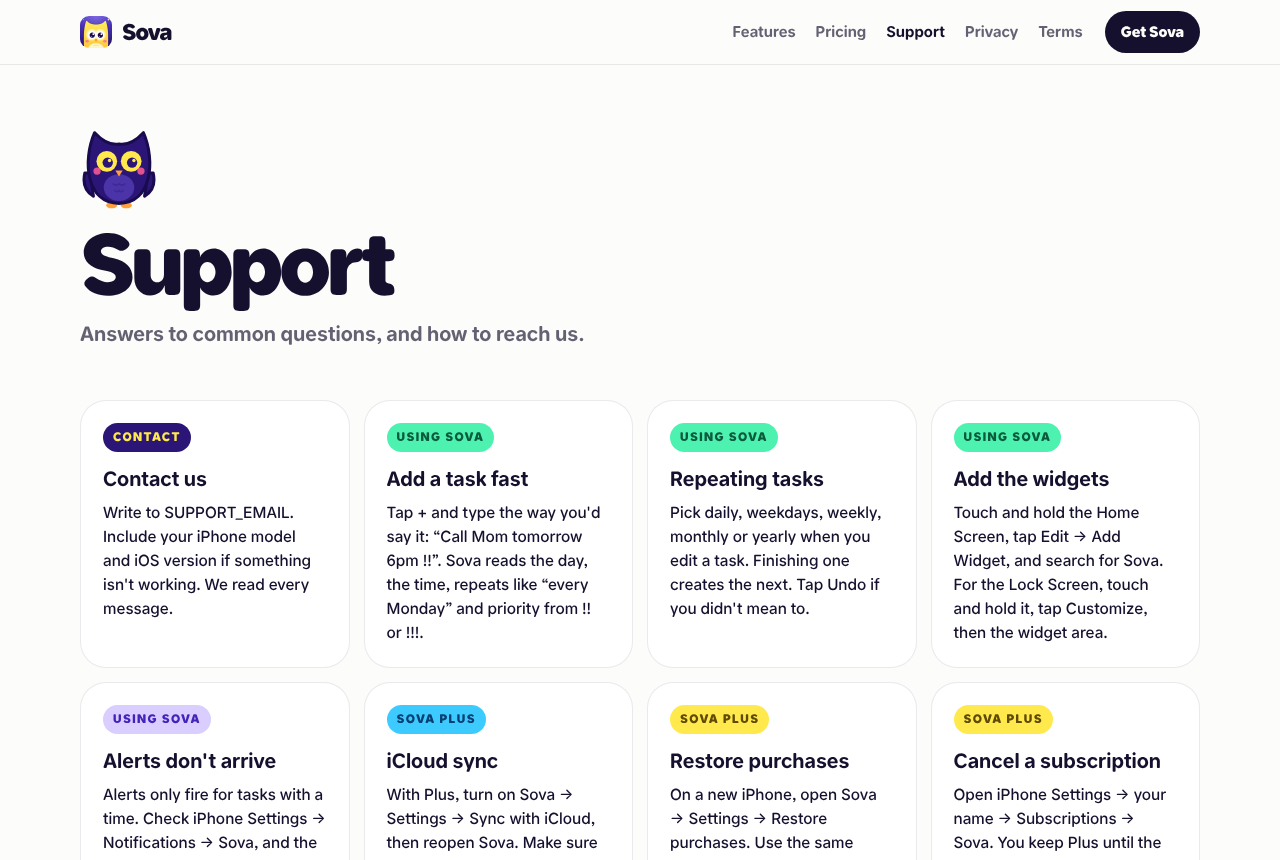 Sova
Features
Pricing
Support
Privacy
Terms
Get Sova
Support
Answers to common questions, and how to reach us.
CONTACT
Contact us
Write to SUPPORT_EMAIL.
Include your iPhone model
and iOS version if something
isn't working. We read every
message.
USING SOVA
Add a task fast
Tap + and type the way you'd
say it: “Call Mom tomorrow
6pm !!”. Sova reads the day,
the time, repeats like “every
Monday” and priority from !!
or !!!.
USING SOVA
Repeating tasks
Pick daily, weekdays, weekly,
monthly or yearly when you
edit a task. Finishing one
creates the next. Tap Undo if
you didn't mean to.
USING SOVA
Add the widgets
Touch and hold the Home
Screen, tap Edit → Add
Widget, and search for Sova.
For the Lock Screen, touch
and hold it, tap Customize,
then the widget area.
USING SOVA
Alerts don't arrive
Alerts only fire for tasks with a
time. Check iPhone Settings →
Notifications → Sova, and the
SOVA PLUS
iCloud sync
With Plus, turn on Sova →
Settings → Sync with iCloud,
then reopen Sova. Make sure
SOVA PLUS
Restore purchases
On a new iPhone, open Sova
→ Settings → Restore
purchases. Use the same
SOVA PLUS
Cancel a subscription
Open iPhone Settings → your
name → Subscriptions →
Sova. You keep Plus until the